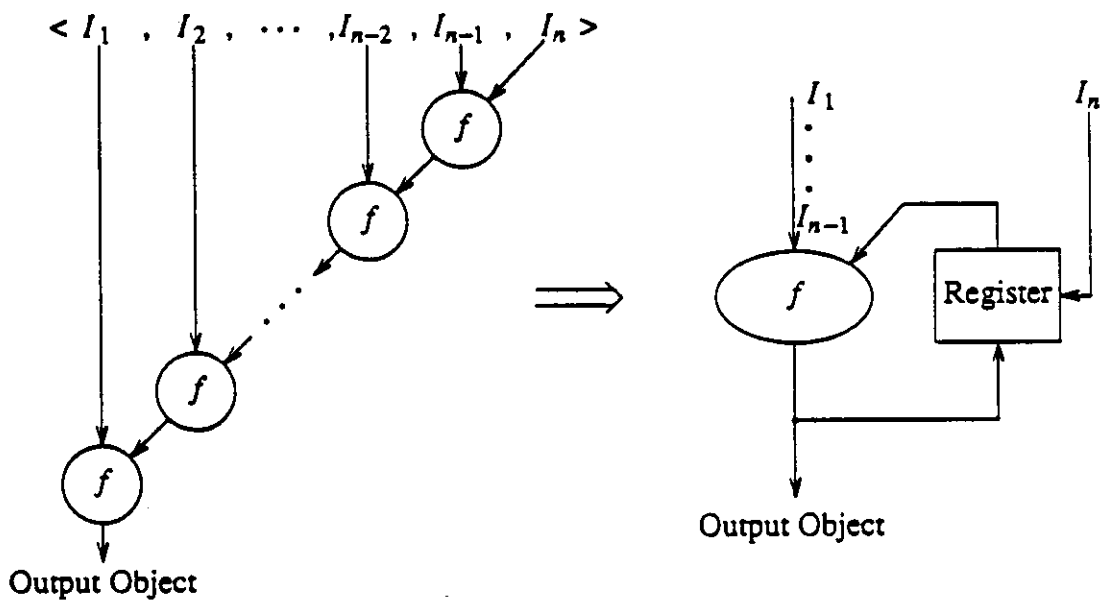 < I1 , I2 , ··· , In−2 , In−1 , In >
f
f
f
f
Output Object
I1
In
In−1
f
Register
Output Object